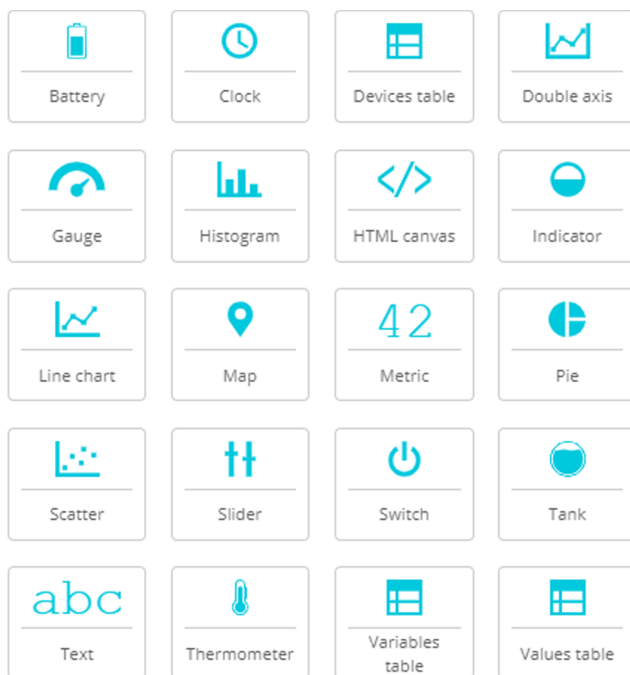 Battery
Clock
Devices table
Double axis
Gauge
Histogram
</>
HTML canvas
Indicator
Line chart
Map
42
Metric
Pie
Scatter
Slider
Switch
Tank
abc
Text
Thermometer
Variables
table
Values table